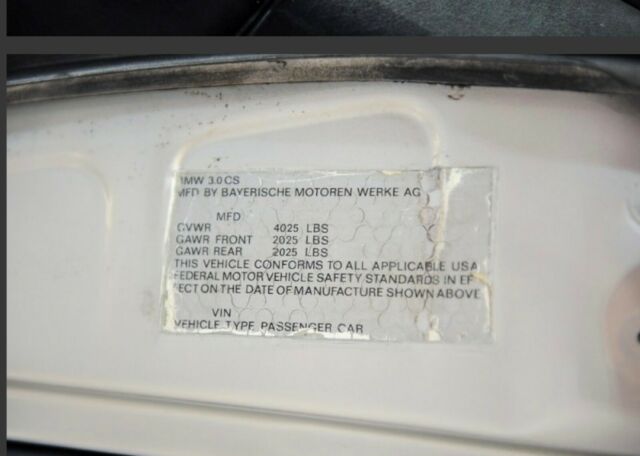 BMW 3.0 CS
MFD BY BAYERISCHE MOTOREN WERKE AG
MFD
GVWR 4025 LBS
GAWR FRONT 2025 LBS
GAWR REAR 2025 LBS
THIS VEHICLE CONFORMS TO ALL APPLICABLE USA
FEDERAL MOTOR VEHICLE SAFETY STANDARDS IN EF
FECT ON THE DATE OF MANUFACTURE SHOWN ABOVE
VIN
VEHICLE TYPE PASSENGER CAR